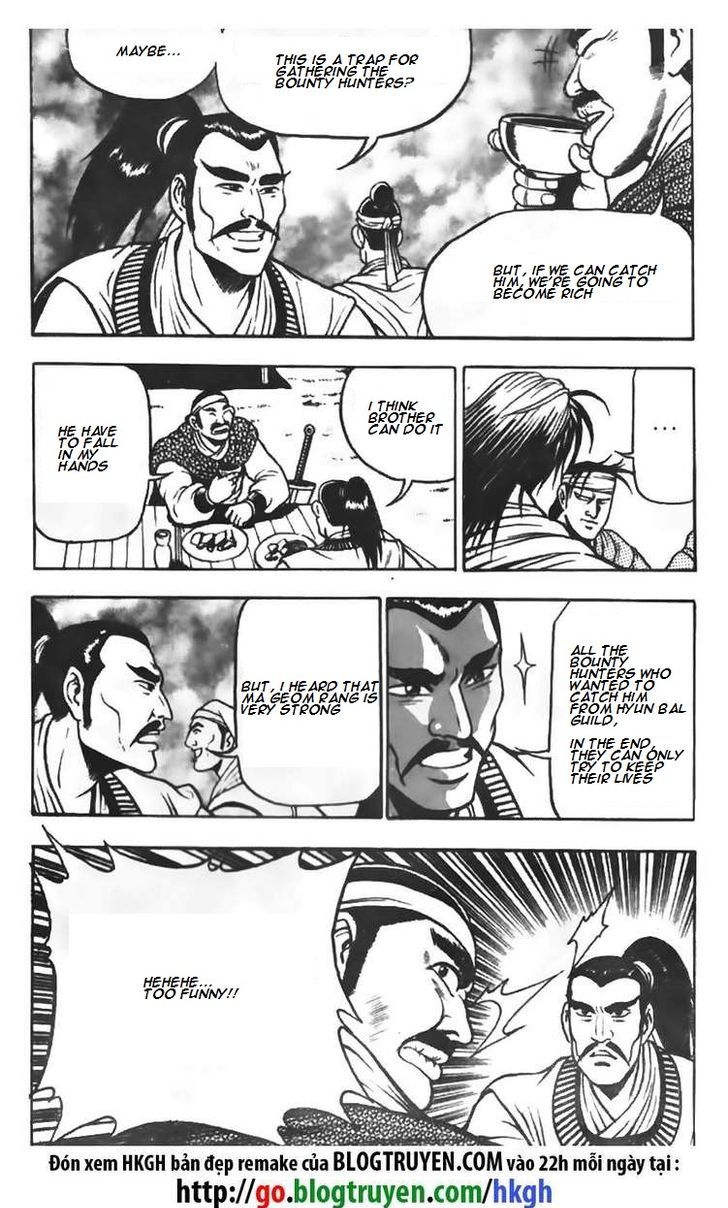 MAYBE...
THIS IS A TRAP FOR
GATHERING THE
BOUNTY HUNTERS?
BUT, IF WE CAN CATCH
HIM, WE'RE GOING TO
BECOME RICH
HE HAVE
TO FALL
IN MY
HANDS
I THINK
BROTHER
CAN DO IT
...
BUT, I HEARD THAT
MA GEOM RANG IS
VERY STRONG
ALL THE
BOUNTY
HUNTERS WHO
WANTED TO
CATCH HIM
FROM HYUN BAL
GUILD,
IN THE END,
THEY CAN ONLY
TRY TO KEEP
THEIR LIVES
HEHEHE...
TOO FUNNY!!
Đón xem HKGH bản đẹp remake của BLOGTRUYEN.COM vào 22h mỗi ngày tại :
http://go.blogtruyen.com/hkgh